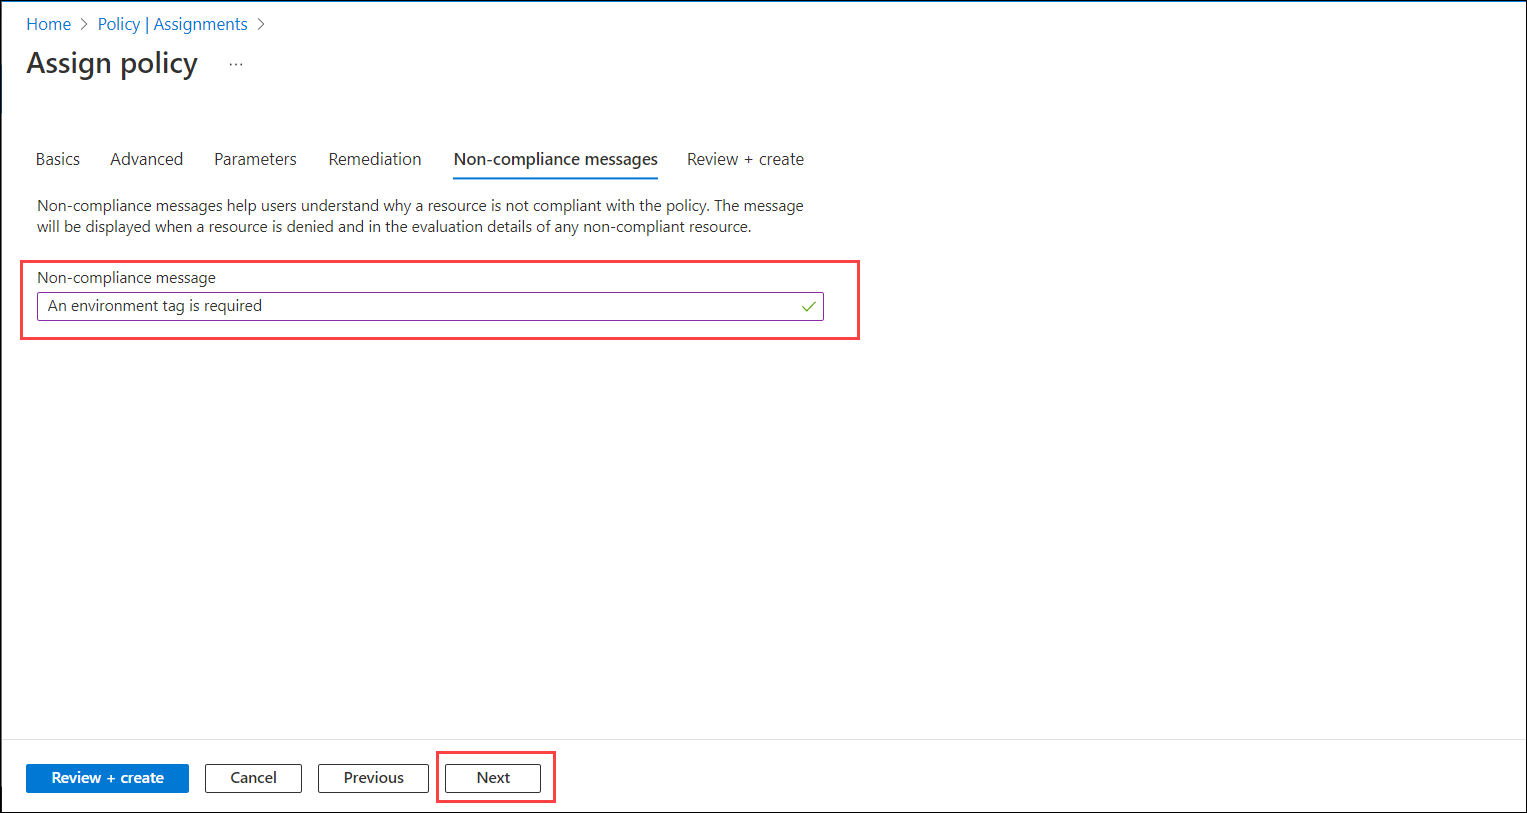 Home > Policy | Assignments >
Assign policy ...
Basics Advanced Parameters Remediation Non-compliance messages Review + create
Non-compliance messages help users understand why a resource is not compliant with the policy. The message
will be displayed when a resource is denied and in the evaluation details of any non-compliant resource.
Non-compliance message
An environment tag is required
Review + create Cancel Previous Next